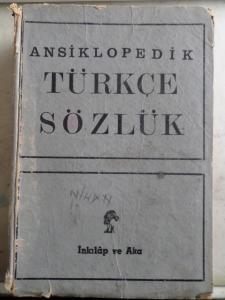 ANSİKLOPEDİK
TÜRKÇE
SÖZLÜK
İnkılâp ve Aka